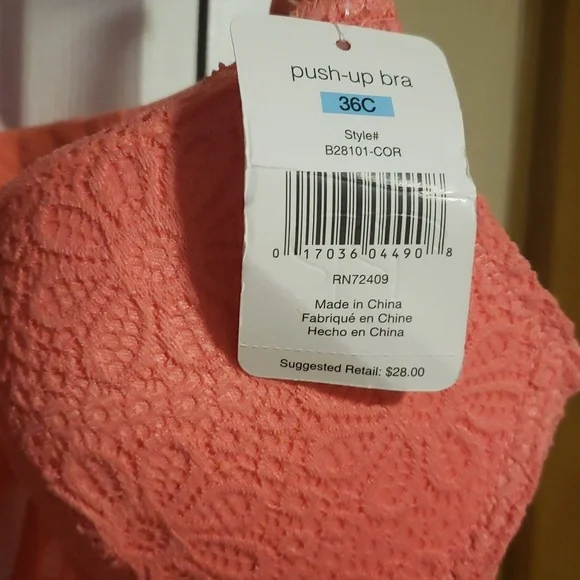 push-up bra
36C
Style#
B28101-COR
0 17036 04490 8
RN72409
Made in China
Fabriqué en Chine
Hecho en China
Suggested Retail: $28.00